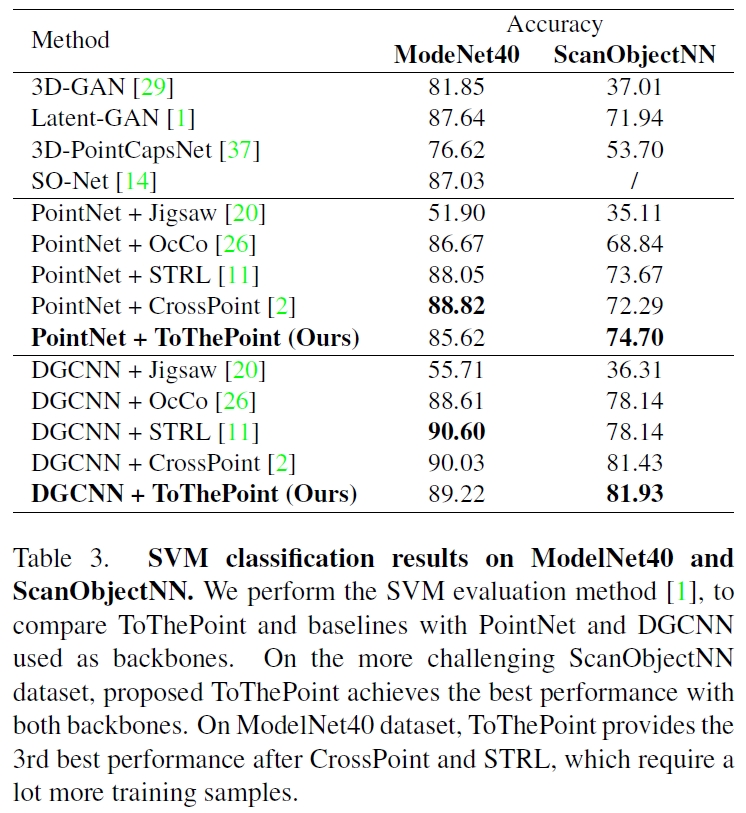 Method Accuracy
ModeNet40 ScanObjectNN
3D-GAN [29] 81.85 37.01
Latent-GAN [1] 87.64 71.94
3D-PointCapsNet [37] 76.62 53.70
SO-Net [14] 87.03 /
PointNet + Jigsaw [20] 51.90 35.11
PointNet + OcCo [26] 86.67 68.84
PointNet + STRL [11] 88.05 73.67
PointNet + CrossPoint [2] 88.82 72.29
PointNet + ToThePoint (Ours) 85.62 74.70
DGCNN + Jigsaw [20] 55.71 36.31
DGCNN + OcCo [26] 88.61 78.14
DGCNN + STRL [11] 90.60 78.14
DGCNN + CrossPoint [2] 90.03 81.43
DGCNN + ToThePoint (Ours) 89.22 81.93
Table 3. SVM classification results on ModelNet40 and
ScanObjectNN. We perform the SVM evaluation method [1], to
compare ToThePoint and baselines with PointNet and DGCNN
used as backbones. On the more challenging ScanObjectNN
dataset, proposed ToThePoint achieves the best performance with
both backbones. On ModelNet40 dataset, ToThePoint provides the
3rd best performance after CrossPoint and STRL, which require a
lot more training samples.